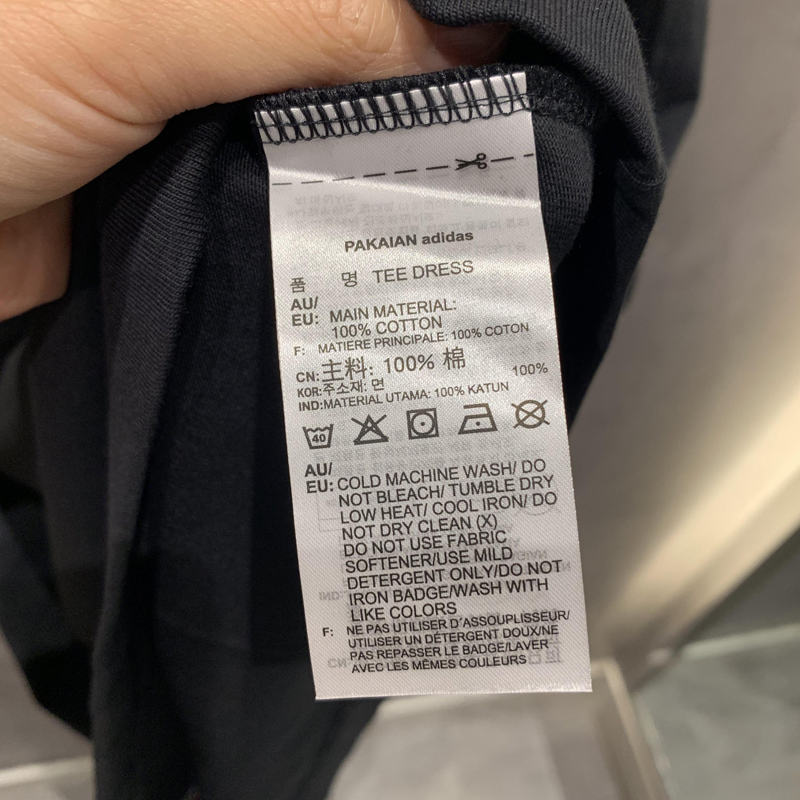 PAKAIAN adidas
품 명 TEE DRESS
AU/
EU: MAIN MATERIAL:
100% COTTON
F: MATIERE PRINCIPALE: 100% COTON
CN: 主料: 100% 棉
KOR: 주소재: 면 100%
IND: MATERIAL UTAMA: 100% KATUN
40
AU/
EU: COLD MACHINE WASH/ DO
NOT BLEACH/ TUMBLE DRY
LOW HEAT/ COOL IRON/ DO
NOT DRY CLEAN (X)
DO NOT USE FABRIC
SOFTENER/USE MILD
DETERGENT ONLY/DO NOT
IRON BADGE/WASH WITH
LIKE COLORS
F: NE PAS UTILISER D'ASSOUPLISSEUR/
UTILISER UN DÉTERGENT DOUX/NE
PAS REPASSER LE BADGE/LAVER
AVEC LES MÊMES COULEURS